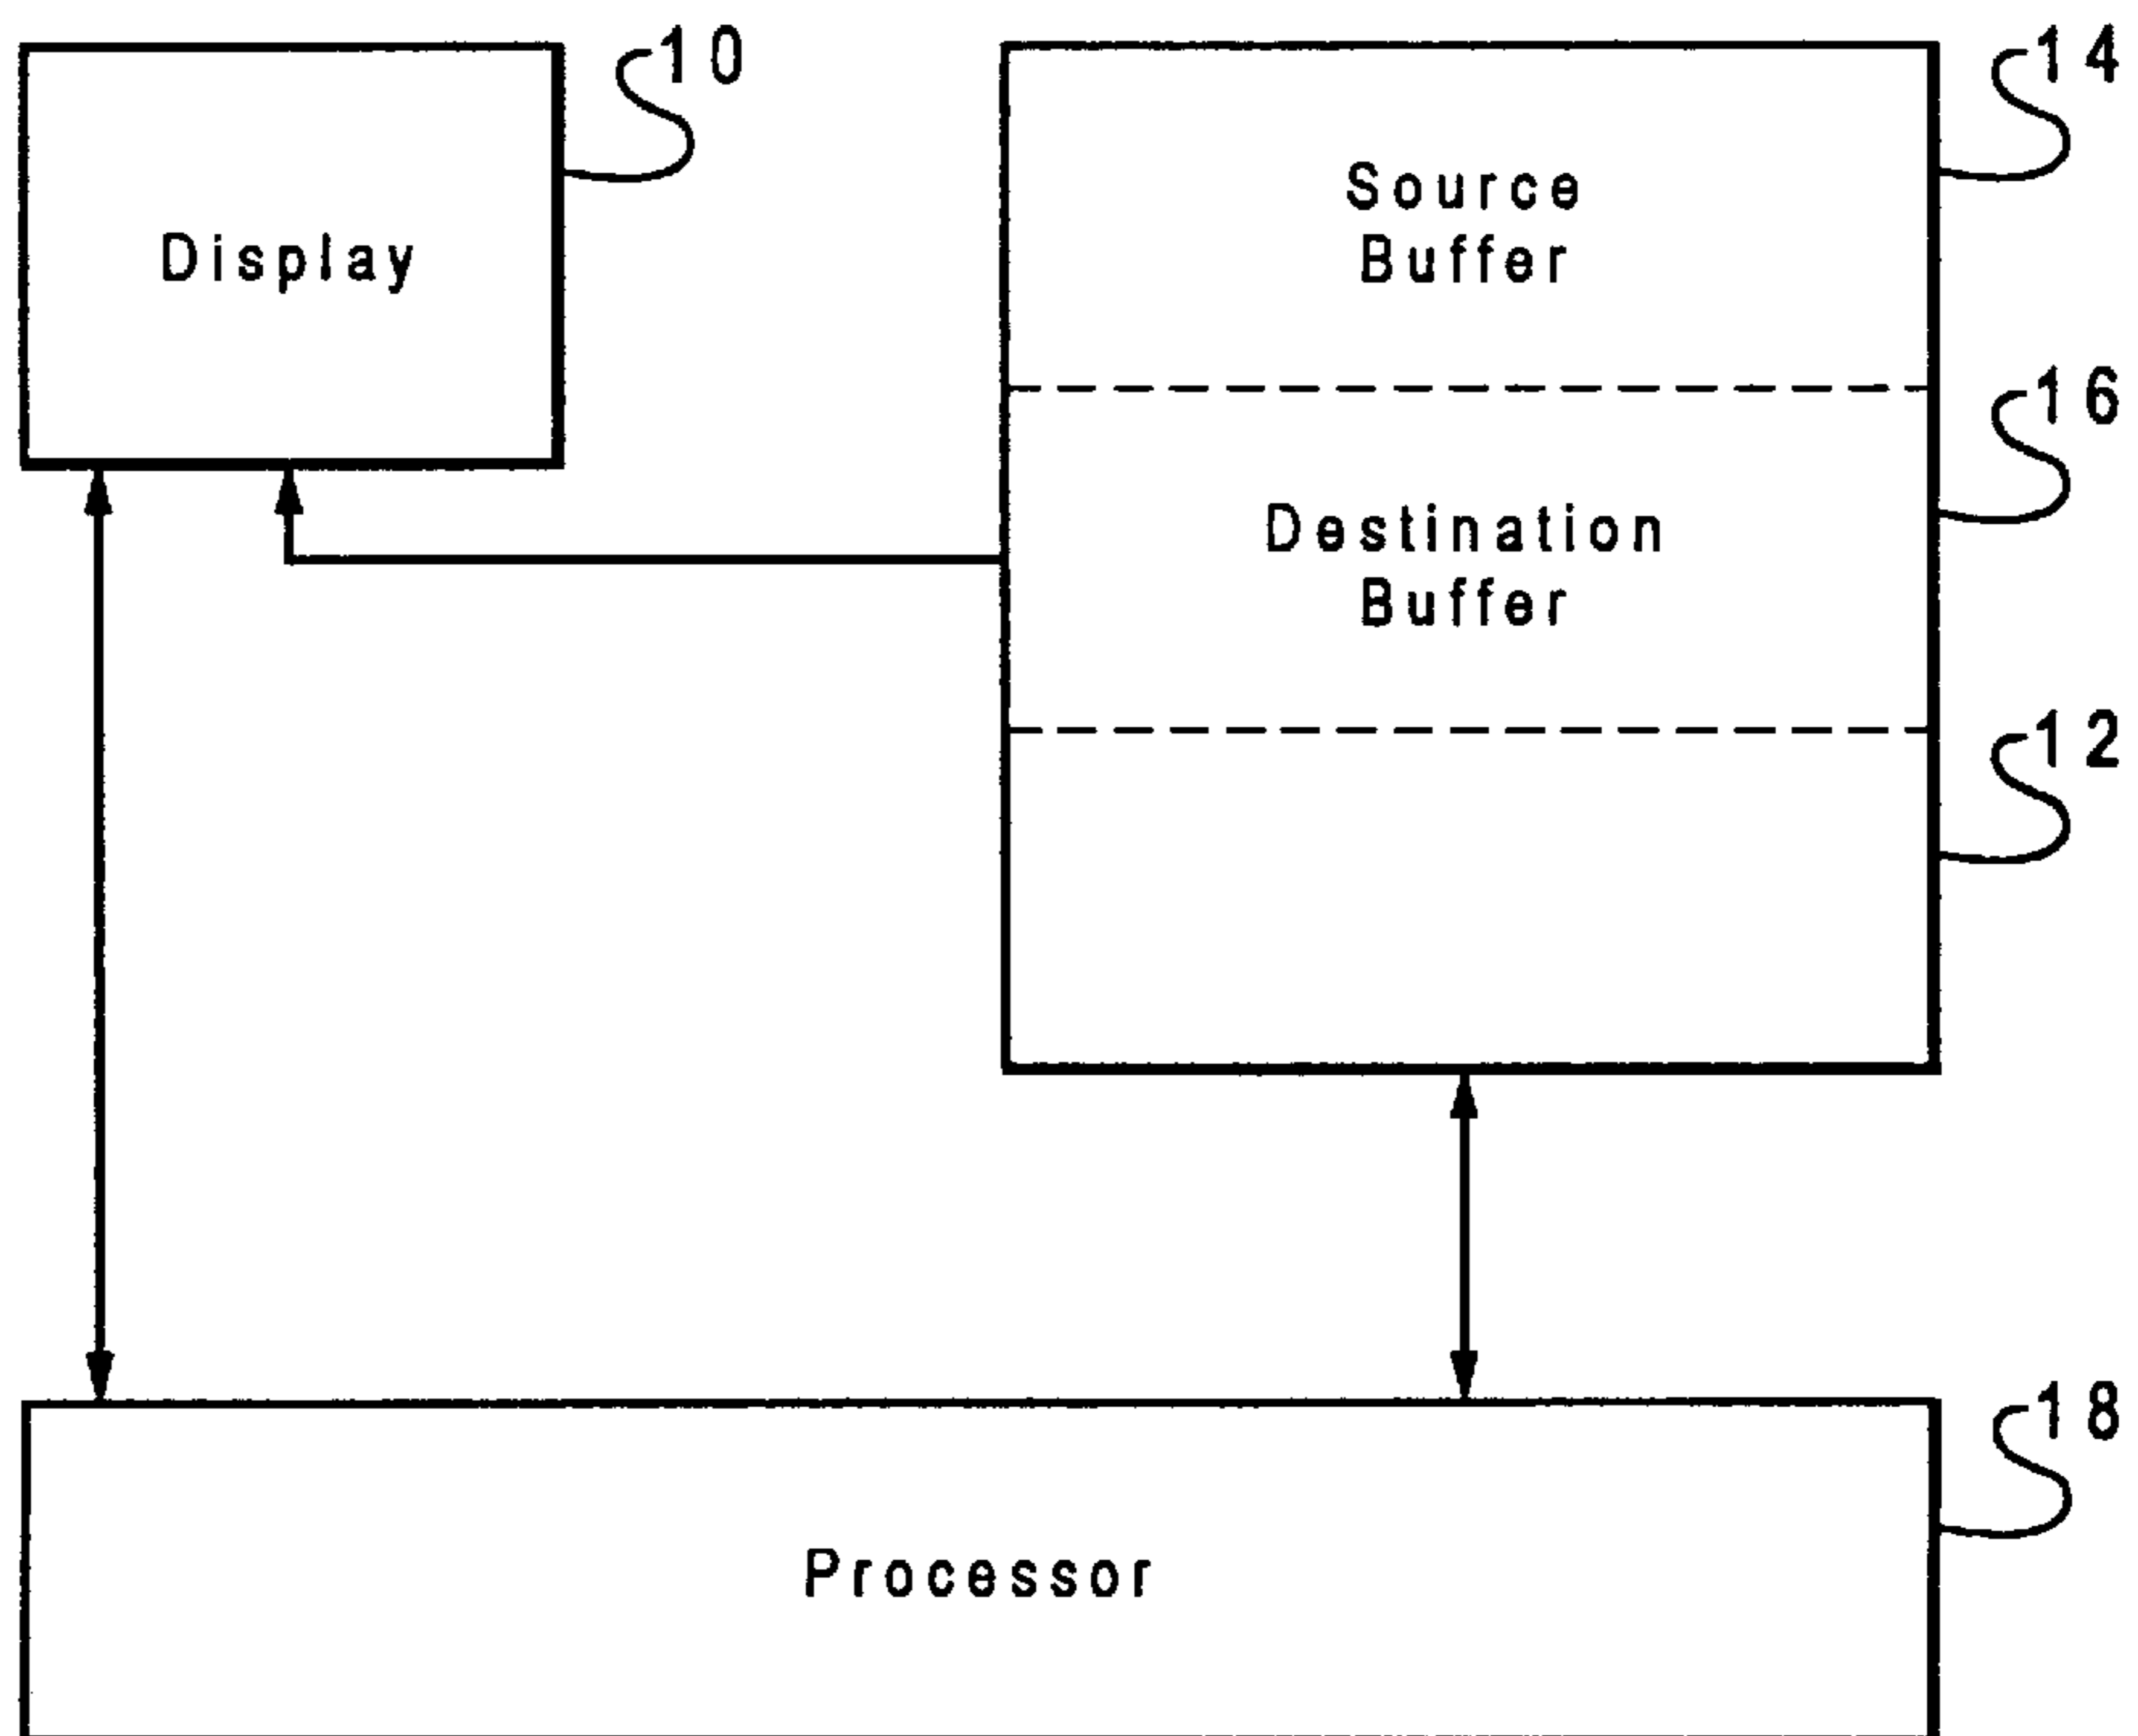 10
Display
14
Source
Buffer
16
Destination
Buffer
12
18
Processor